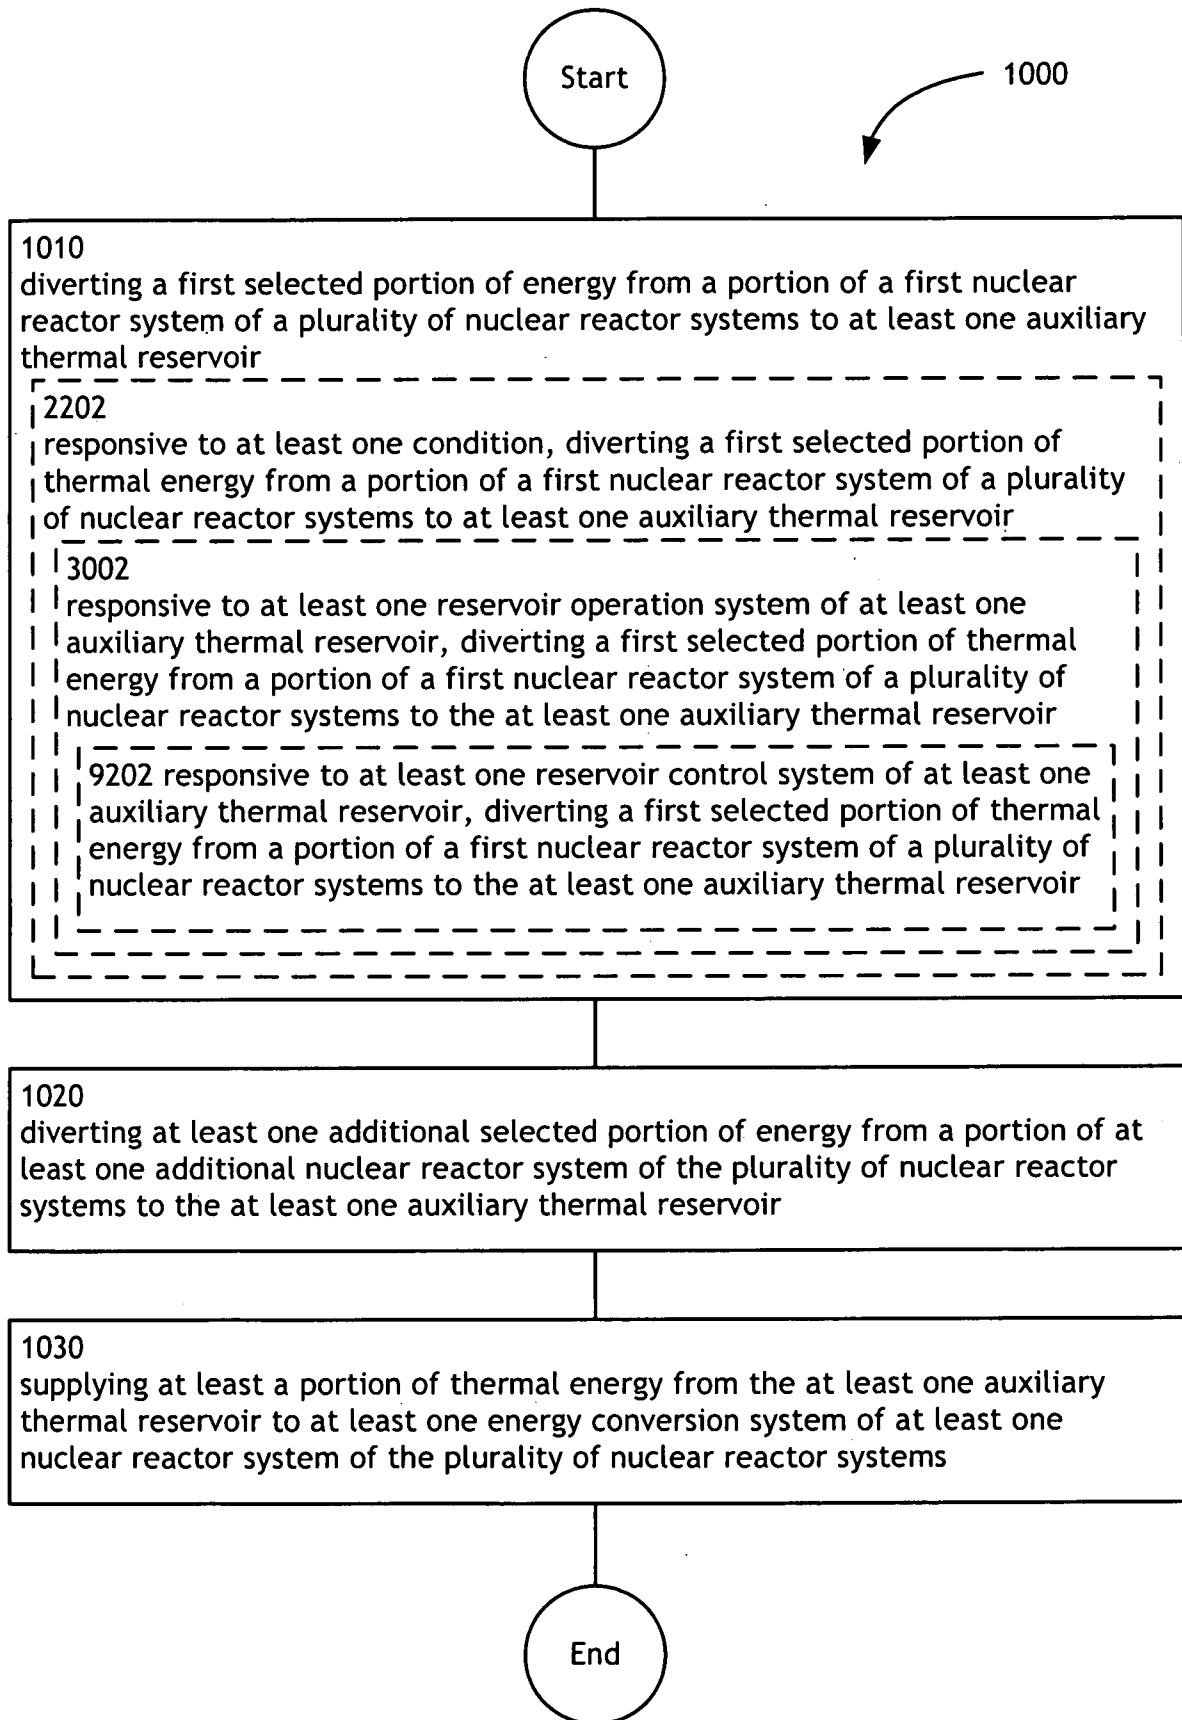 Start
1000
1010
diverting a first selected portion of energy from a portion of a first nuclear
reactor system of a plurality of nuclear reactor systems to at least one auxiliary
thermal reservoir
2202
responsive to at least one condition, diverting a first selected portion of
thermal energy from a portion of a first nuclear reactor system of a plurality
of nuclear reactor systems to at least one auxiliary thermal reservoir
3002
responsive to at least one reservoir operation system of at least one
auxiliary thermal reservoir, diverting a first selected portion of thermal
energy from a portion of a first nuclear reactor system of a plurality of
nuclear reactor systems to the at least one auxiliary thermal reservoir
9202 responsive to at least one reservoir control system of at least one
auxiliary thermal reservoir, diverting a first selected portion of thermal
energy from a portion of a first nuclear reactor system of a plurality of
nuclear reactor systems to the at least one auxiliary thermal reservoir
1020
diverting at least one additional selected portion of energy from a portion of at
least one additional nuclear reactor system of the plurality of nuclear reactor
systems to the at least one auxiliary thermal reservoir
1030
supplying at least a portion of thermal energy from the at least one auxiliary
thermal reservoir to at least one energy conversion system of at least one
nuclear reactor system of the plurality of nuclear reactor systems
End